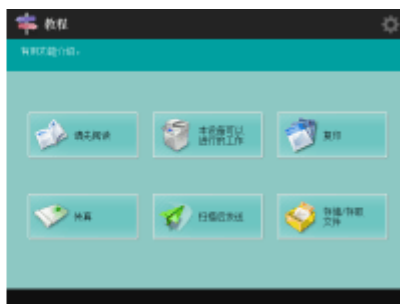 教程
有关功能介绍。
请先阅读
本设备可以
进行的工作
复印
传真
扫描后发送
存储/存取
文件